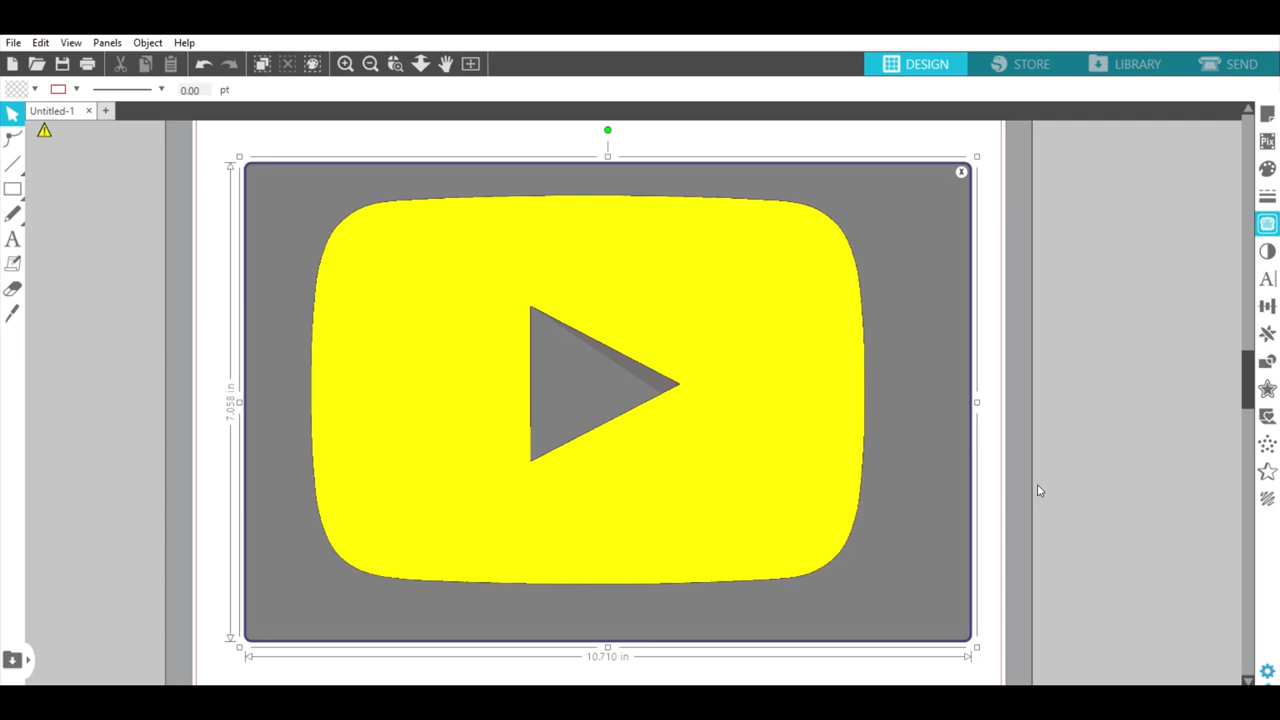 File Edit View Panels Object Help
DESIGN STORE LIBRARY SEND
0.00 pt
Untitled-1
7.058 in
10.710 in